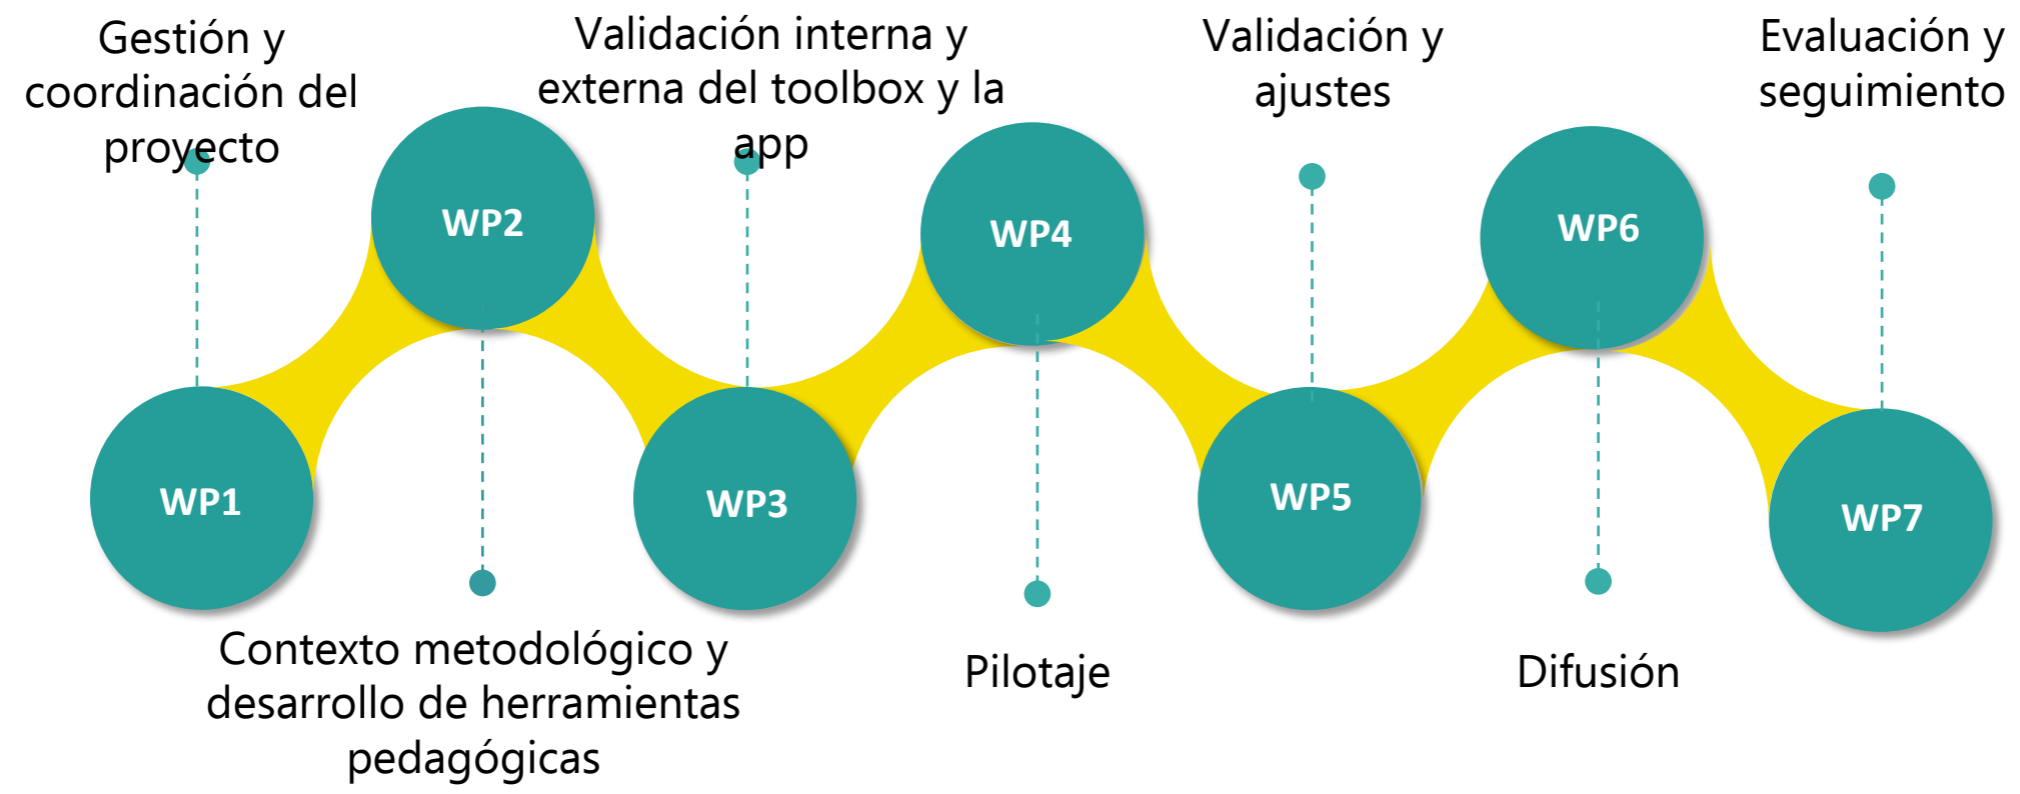 Gestión y
coordinación del
proyecto
Validación interna y
externa del toolbox y la
app
Validación y
ajustes
Evaluación y
seguimiento
WP2
WP4
WP6
WP1
WP3
WP5
WP7
Contexto metodológico y
desarrollo de herramientas
pedagógicas
Pilotaje
Difusión